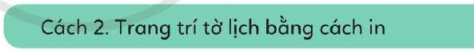 Cách 2. Trang trí tờ lịch bằng cách in